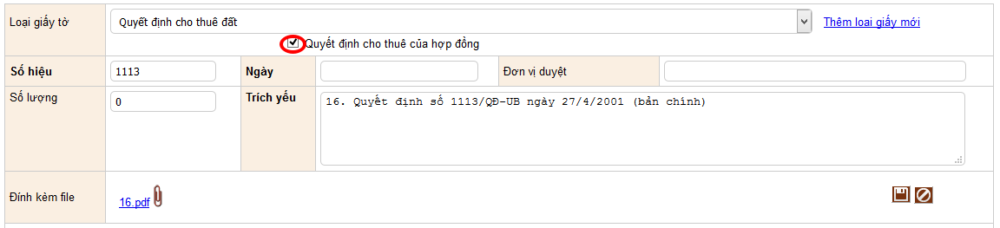 Loại giấy tờ
Quyết định cho thuê đất
Thêm loai giấy mới
Quyết định cho thuê của hợp đồng
Số hiệu
1113
Ngày
Đơn vị duyệt
Số lượng
0
Trích yếu
16. Quyết định số 1113/QĐ-UB ngày 27/4/2001 (bản chính)
Đính kèm file
16.pdf